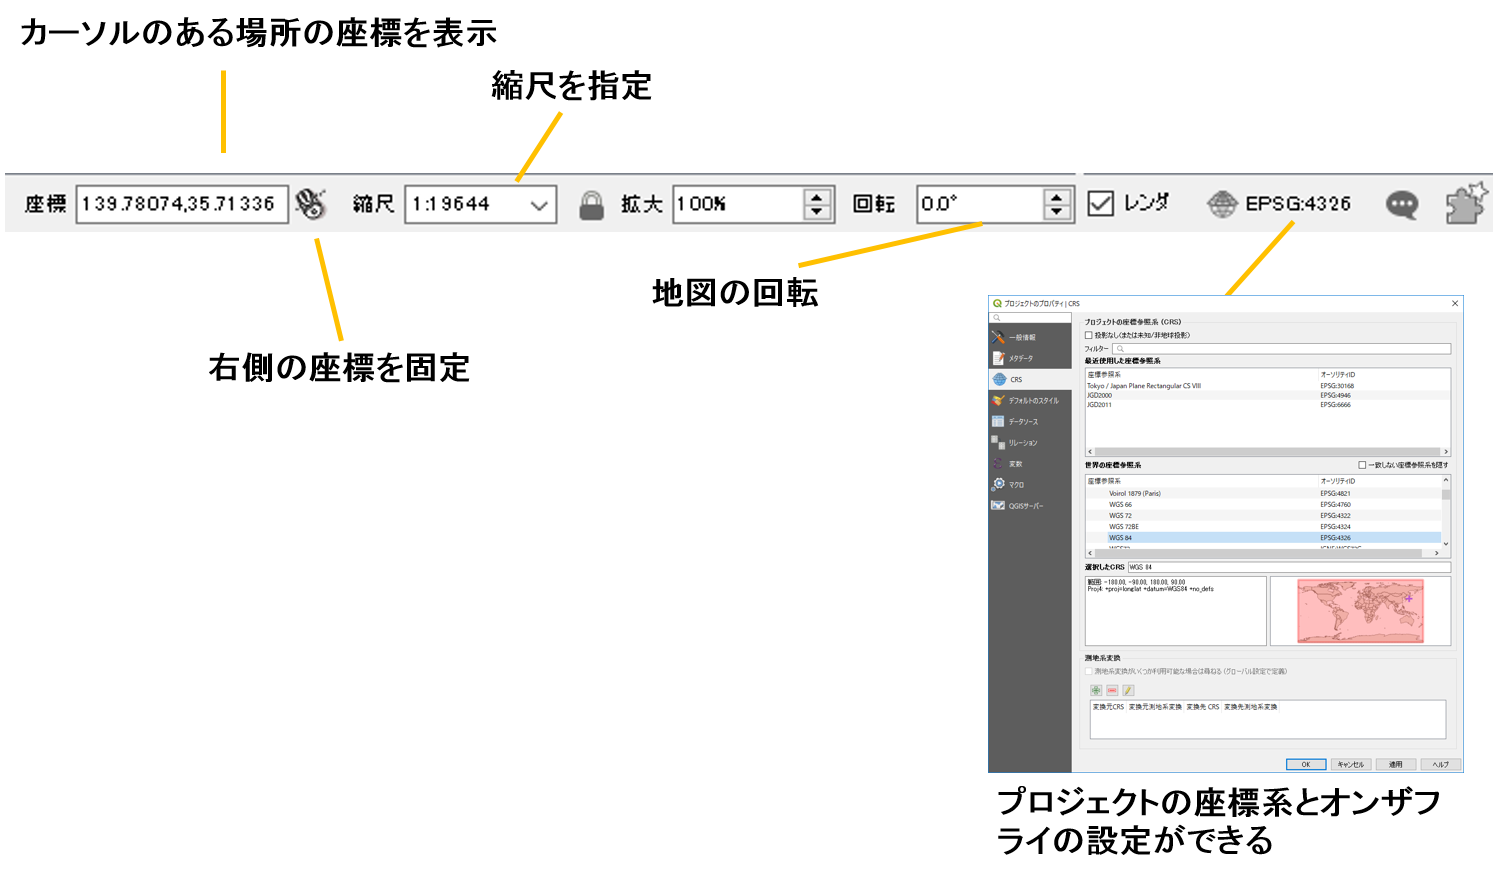 カーソルのある場所の座標を表示
縮尺を指定
座標 139.78074,35.71336 縮尺 1:19644 拡大 100% 回転 0.0° レンダ EPSG:4326
地図の回転
右側の座標を固定
プロジェクトのプロパティ | CRS
一般情報
メタデータ
CRS
デフォルトのスタイル
データソース
リレーション
変数
マクロ
QGISサーバー
プロジェクトの座標参照系 (CRS)
投影なし(または未知/非地球投影)
フィルター
最近使用した座標参照系
座標参照系 オーソリティID
Tokyo / Japan Plane Rectangular CS VIII EPSG:30168
JGD2000 EPSG:4946
JGD2011 EPSG:6666
世界の座標参照系 一致しない座標参照系を隠す
座標参照系 オーソリティID
Voirol 1879 (Paris) EPSG:4821
WGS 66 EPSG:4760
WGS 72 EPSG:4322
WGS 72BE EPSG:4324
WGS 84 EPSG:4326
選択したCRS WGS 84
範囲: -180.00, -90.00, 180.00, 90.00
Proj4: +proj=longlat +datum=WGS84 +no_defs
測地系変換
測地系変換がいくつか利用可能な場合は尋ねる (グローバル設定で定義)
変換元CRS 変換元測地系変換 変換先 CRS 変換先測地系変換
OK キャンセル 適用 ヘルプ
プロジェクトの座標系とオンザフ
ライの設定ができる